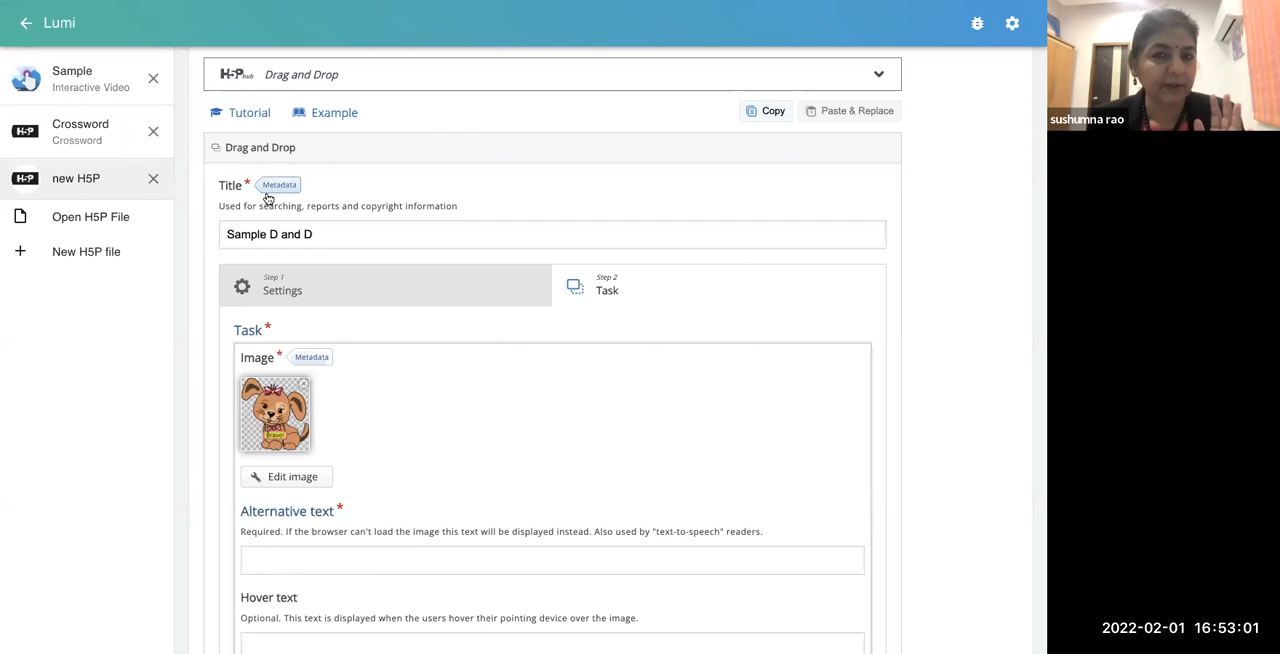 Lumi
Sample
Interactive Video
Crossword
Crossword
new H5P
Open H5P File
New H5P file
H5P hub Drag and Drop
Tutorial Example Copy Paste & Replace
Drag and Drop
Title * Metadata
Used for searching, reports and copyright information
Sample D and D
Step 1
Settings
Step 2
Task
Task *
Image * Metadata
Bravo!
Edit image
Alternative text *
Required. If the browser can't load the image this text will be displayed instead. Also used by "text-to-speech" readers.
Hover text
Optional. This text is displayed when the users hover their pointing device over the image.
sushumna rao
2022-02-01 16:53:01